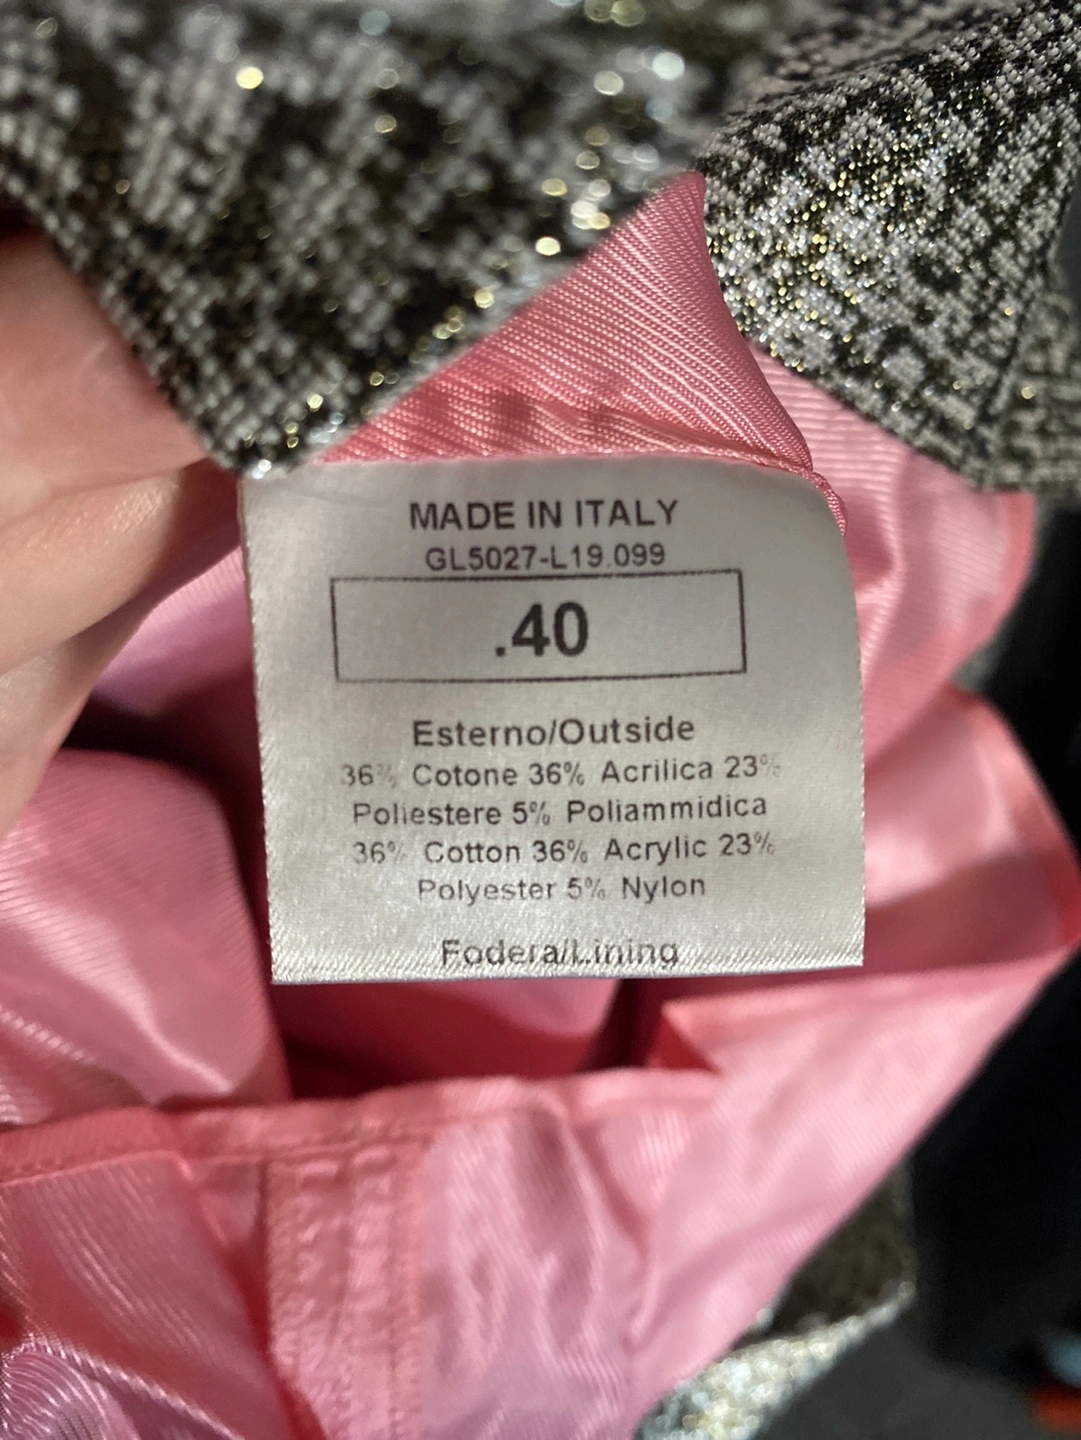 MADE IN ITALY
GL5027-L19.099
.40
Esterno/Outside
36% Cotone 36% Acrilica 23%
Poliestere 5% Poliammidica
36% Cotton 36% Acrylic 23%
Polyester 5% Nylon
Fodera/Lining